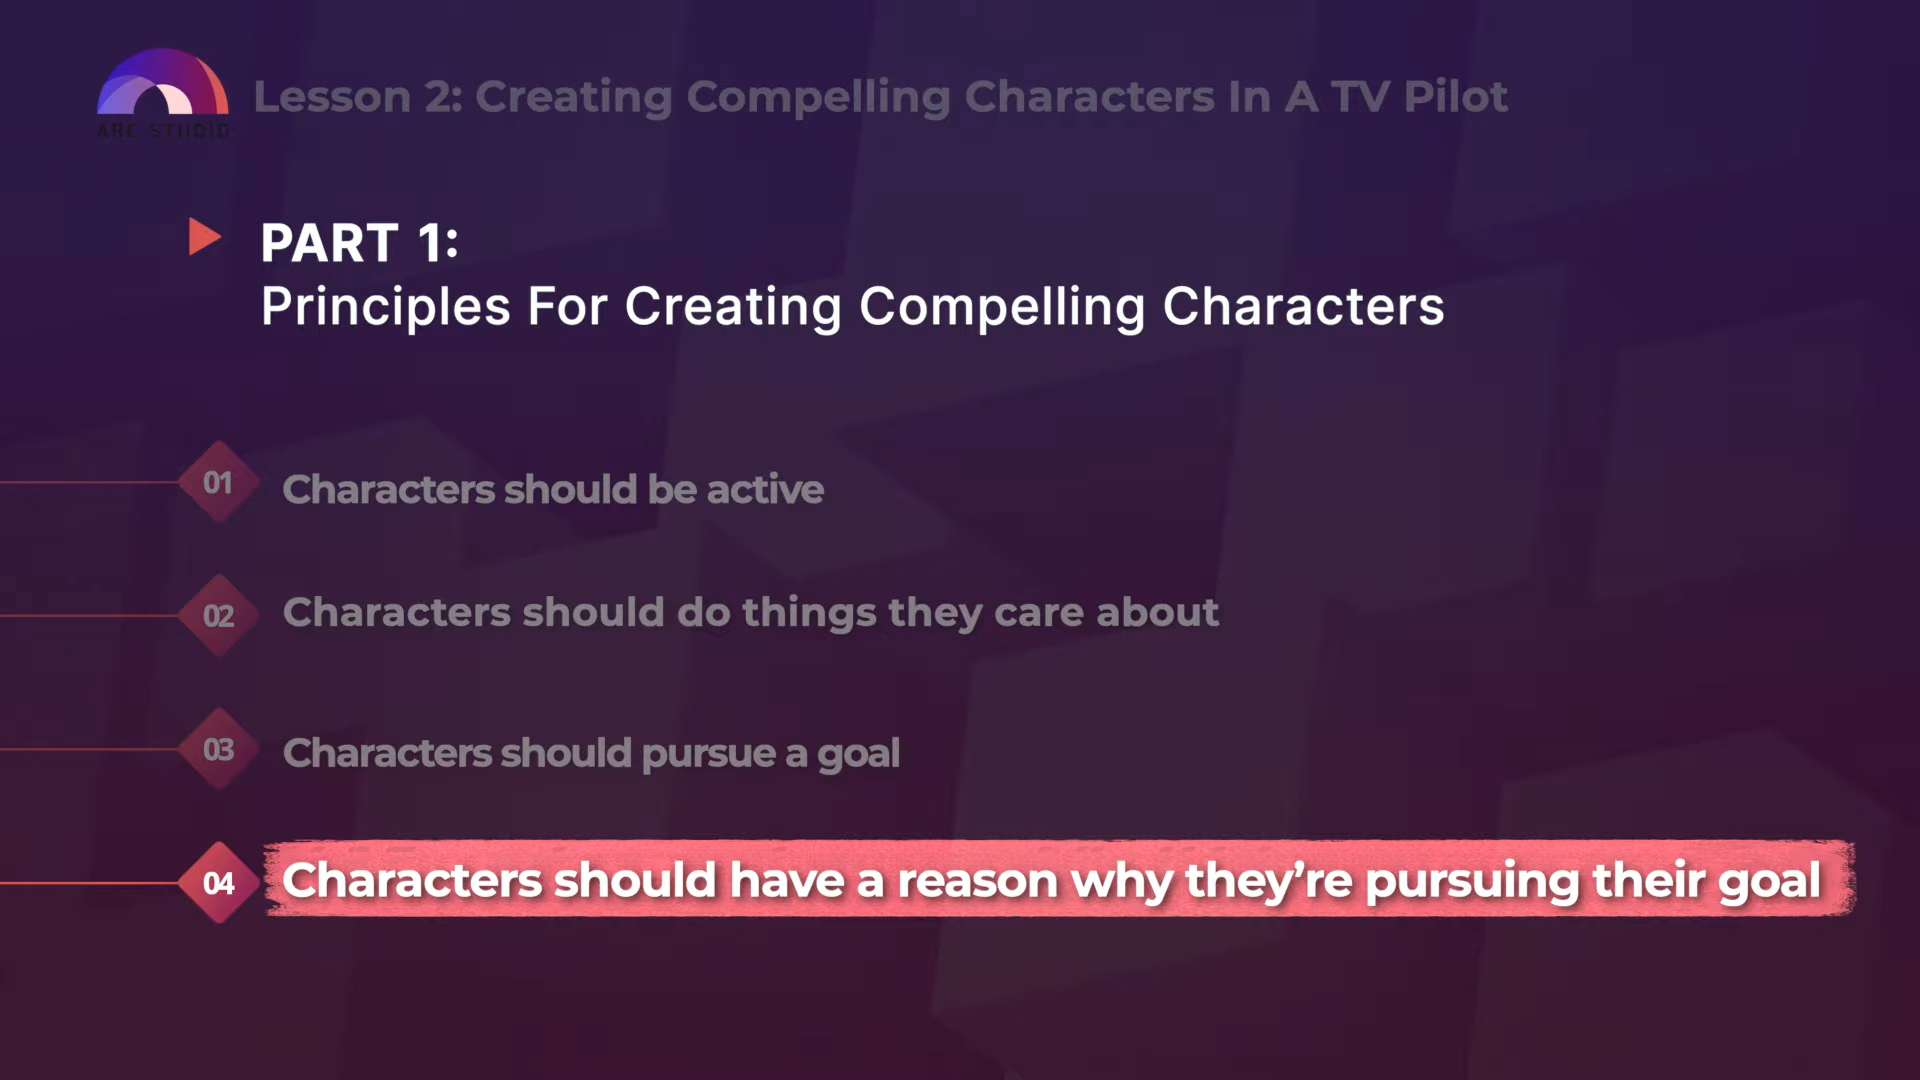 ARC STUDIO
Lesson 2: Creating Compelling Characters In A TV Pilot
PART 1:
Principles For Creating Compelling Characters
01 Characters should be active
02 Characters should do things they care about
03 Characters should pursue a goal
04 Characters should have a reason why they’re pursuing their goal